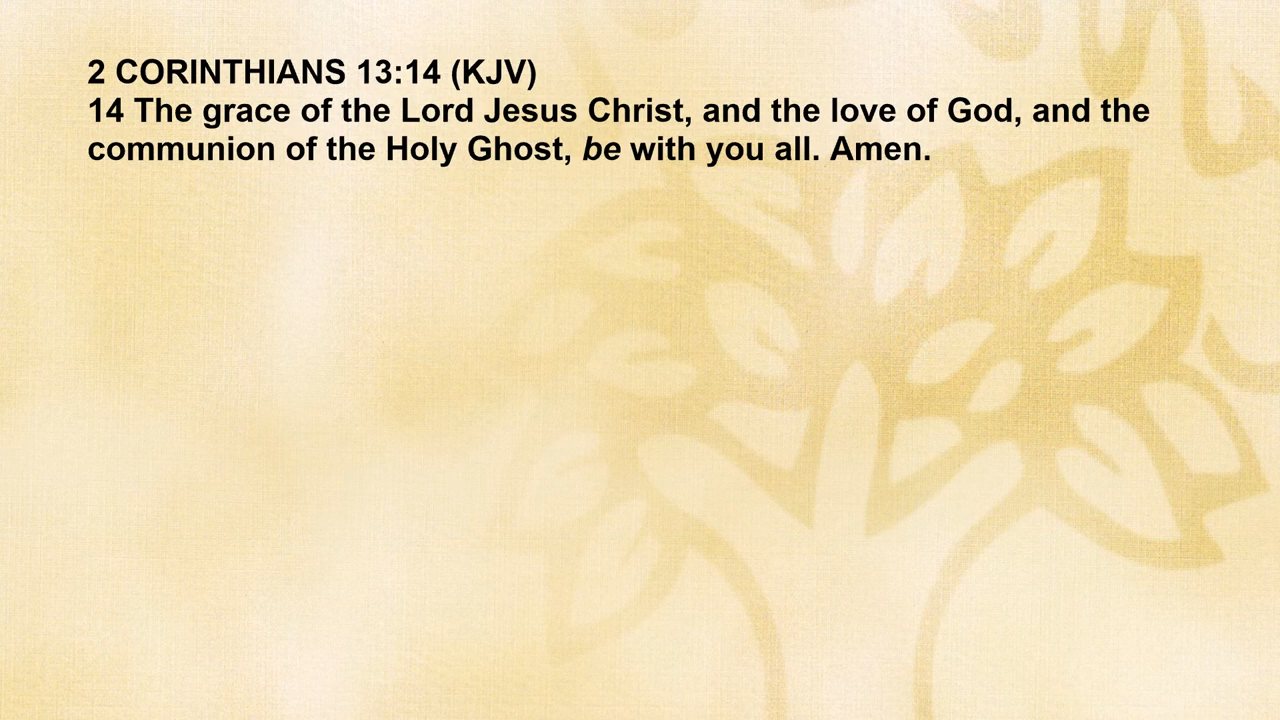 2 CORINTHIANS 13:14 (KJV)
14 The grace of the Lord Jesus Christ, and the love of God, and the
communion of the Holy Ghost, be with you all. Amen.